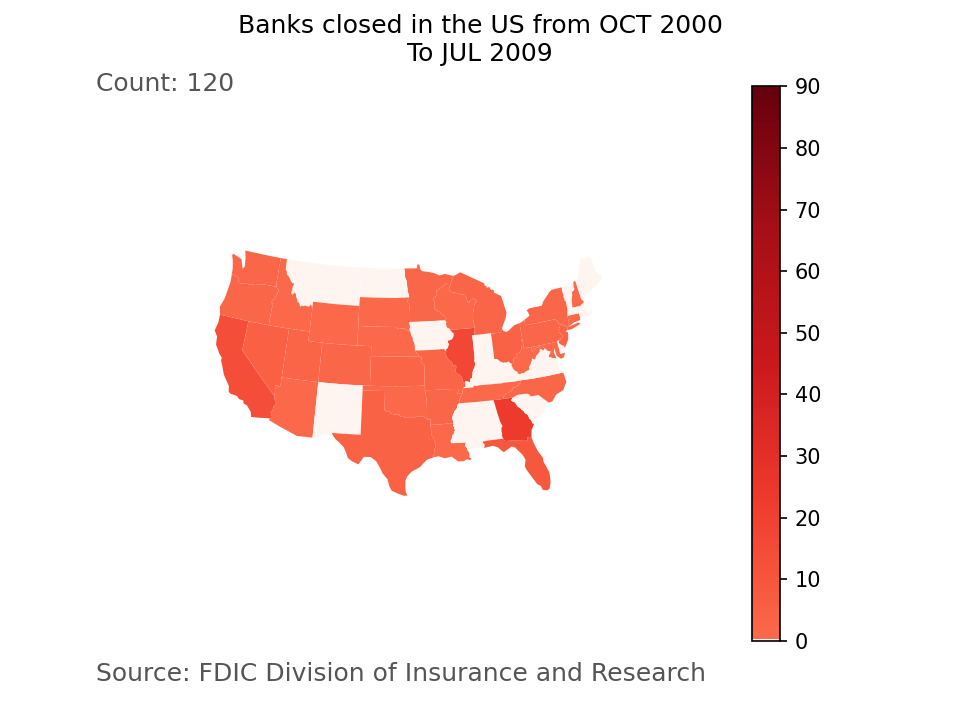 Banks closed in the US from OCT 2000
To JUL 2009
Count: 120
90
80
70
60
50
40
30
20
10
0
Source: FDIC Division of Insurance and Research